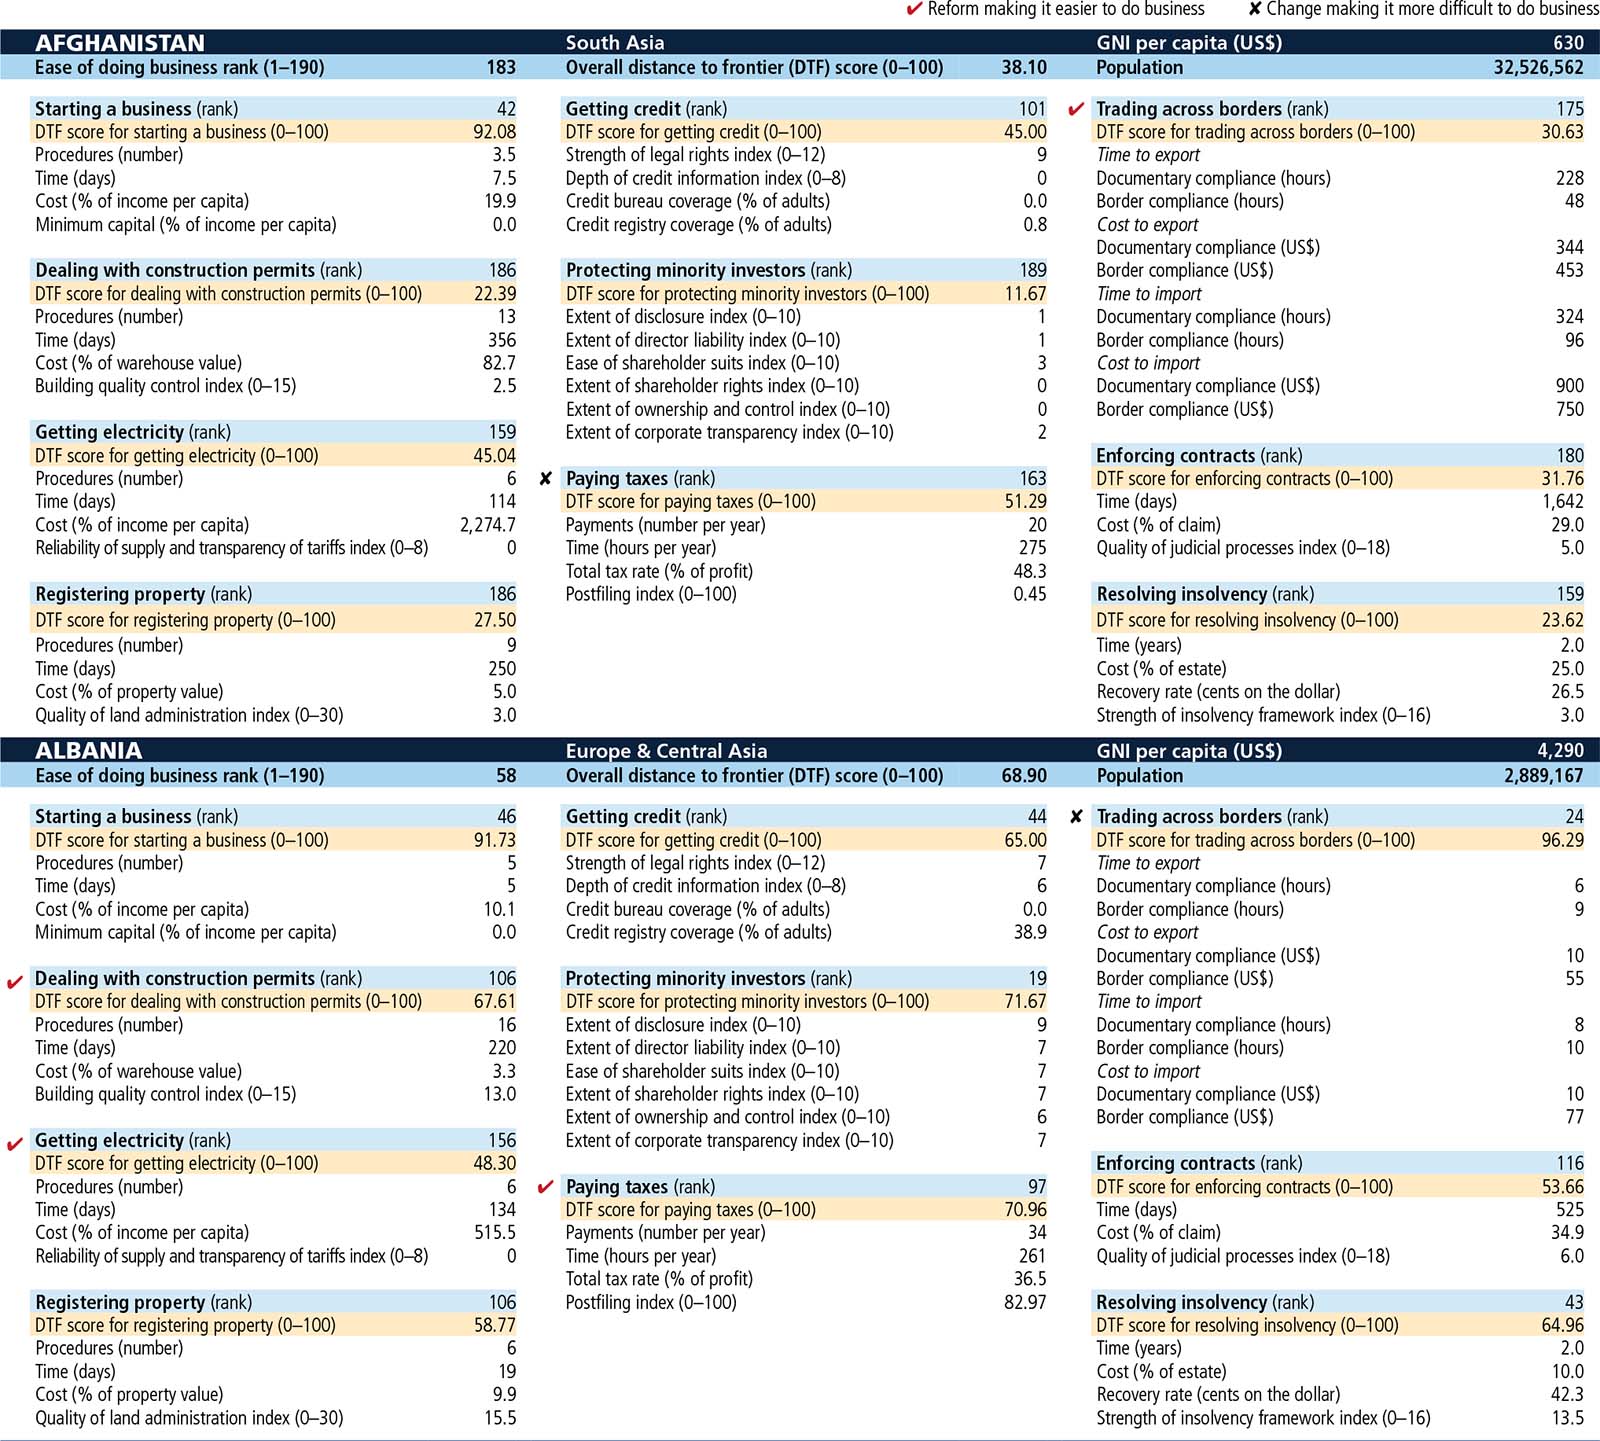 ✔ Reform making it easier to do business ✘ Change making it more difficult to do business
AFGHANISTAN South Asia GNI per capita (US$) 630
Ease of doing business rank (1–190) 183 Overall distance to frontier (DTF) score (0–100) 38.10 Population 32,526,562
Starting a business (rank) 42
DTF score for starting a business (0–100) 92.08
Procedures (number) 3.5
Time (days) 7.5
Cost (% of income per capita) 19.9
Minimum capital (% of income per capita) 0.0
Dealing with construction permits (rank) 186
DTF score for dealing with construction permits (0–100) 22.39
Procedures (number) 13
Time (days) 356
Cost (% of warehouse value) 82.7
Building quality control index (0–15) 2.5
Getting electricity (rank) 159
DTF score for getting electricity (0–100) 45.04
Procedures (number) 6
Time (days) 114
Cost (% of income per capita) 2,274.7
Reliability of supply and transparency of tariffs index (0–8) 0
Registering property (rank) 186
DTF score for registering property (0–100) 27.50
Procedures (number) 9
Time (days) 250
Cost (% of property value) 5.0
Quality of land administration index (0–30) 3.0
Getting credit (rank) 101
DTF score for getting credit (0–100) 45.00
Strength of legal rights index (0–12) 9
Depth of credit information index (0–8) 0
Credit bureau coverage (% of adults) 0.0
Credit registry coverage (% of adults) 0.8
Protecting minority investors (rank) 189
DTF score for protecting minority investors (0–100) 11.67
Extent of disclosure index (0–10) 1
Extent of director liability index (0–10) 1
Ease of shareholder suits index (0–10) 3
Extent of shareholder rights index (0–10) 0
Extent of ownership and control index (0–10) 0
Extent of corporate transparency index (0–10) 2
✘ Paying taxes (rank) 163
DTF score for paying taxes (0–100) 51.29
Payments (number per year) 20
Time (hours per year) 275
Total tax rate (% of profit) 48.3
Postfiling index (0–100) 0.45
✔ Trading across borders (rank) 175
DTF score for trading across borders (0–100) 30.63
Time to export
Documentary compliance (hours) 228
Border compliance (hours) 48
Cost to export
Documentary compliance (US$) 344
Border compliance (US$) 453
Time to import
Documentary compliance (hours) 324
Border compliance (hours) 96
Cost to import
Documentary compliance (US$) 900
Border compliance (US$) 750
Enforcing contracts (rank) 180
DTF score for enforcing contracts (0–100) 31.76
Time (days) 1,642
Cost (% of claim) 29.0
Quality of judicial processes index (0–18) 5.0
Resolving insolvency (rank) 159
DTF score for resolving insolvency (0–100) 23.62
Time (years) 2.0
Cost (% of estate) 25.0
Recovery rate (cents on the dollar) 26.5
Strength of insolvency framework index (0–16) 3.0
ALBANIA Europe & Central Asia GNI per capita (US$) 4,290
Ease of doing business rank (1–190) 58 Overall distance to frontier (DTF) score (0–100) 68.90 Population 2,889,167
Starting a business (rank) 46
DTF score for starting a business (0–100) 91.73
Procedures (number) 5
Time (days) 5
Cost (% of income per capita) 10.1
Minimum capital (% of income per capita) 0.0
✔ Dealing with construction permits (rank) 106
DTF score for dealing with construction permits (0–100) 67.61
Procedures (number) 16
Time (days) 220
Cost (% of warehouse value) 3.3
Building quality control index (0–15) 13.0
✔ Getting electricity (rank) 156
DTF score for getting electricity (0–100) 48.30
Procedures (number) 6
Time (days) 134
Cost (% of income per capita) 515.5
Reliability of supply and transparency of tariffs index (0–8) 0
Registering property (rank) 106
DTF score for registering property (0–100) 58.77
Procedures (number) 6
Time (days) 19
Cost (% of property value) 9.9
Quality of land administration index (0–30) 15.5
Getting credit (rank) 44
DTF score for getting credit (0–100) 65.00
Strength of legal rights index (0–12) 7
Depth of credit information index (0–8) 6
Credit bureau coverage (% of adults) 0.0
Credit registry coverage (% of adults) 38.9
Protecting minority investors (rank) 19
DTF score for protecting minority investors (0–100) 71.67
Extent of disclosure index (0–10) 9
Extent of director liability index (0–10) 7
Ease of shareholder suits index (0–10) 7
Extent of shareholder rights index (0–10) 7
Extent of ownership and control index (0–10) 6
Extent of corporate transparency index (0–10) 7
✔ Paying taxes (rank) 97
DTF score for paying taxes (0–100) 70.96
Payments (number per year) 34
Time (hours per year) 261
Total tax rate (% of profit) 36.5
Postfiling index (0–100) 82.97
✘ Trading across borders (rank) 24
DTF score for trading across borders (0–100) 96.29
Time to export
Documentary compliance (hours) 6
Border compliance (hours) 9
Cost to export
Documentary compliance (US$) 10
Border compliance (US$) 55
Time to import
Documentary compliance (hours) 8
Border compliance (hours) 10
Cost to import
Documentary compliance (US$) 10
Border compliance (US$) 77
Enforcing contracts (rank) 116
DTF score for enforcing contracts (0–100) 53.66
Time (days) 525
Cost (% of claim) 34.9
Quality of judicial processes index (0–18) 6.0
Resolving insolvency (rank) 43
DTF score for resolving insolvency (0–100) 64.96
Time (years) 2.0
Cost (% of estate) 10.0
Recovery rate (cents on the dollar) 42.3
Strength of insolvency framework index (0–16) 13.5